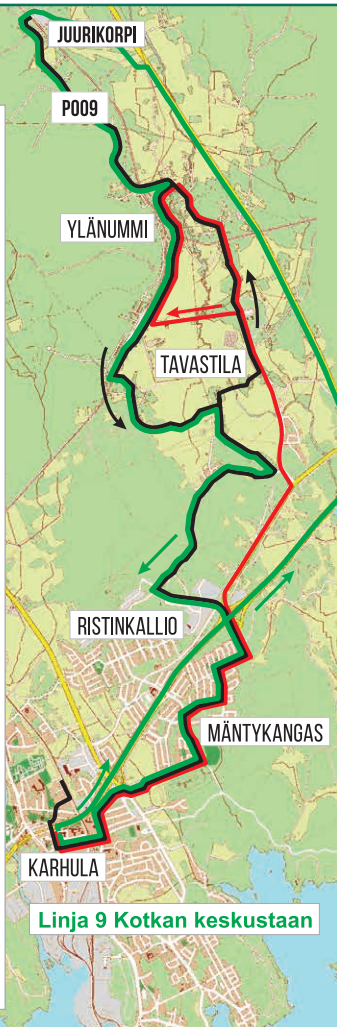 JUURIKORPI
P009
YLÄNUMMI
TAVASTILA
RISTINKALLIO
MÄNTYKANGAS
KARHULA
Linja 9 Kotkan keskustaan